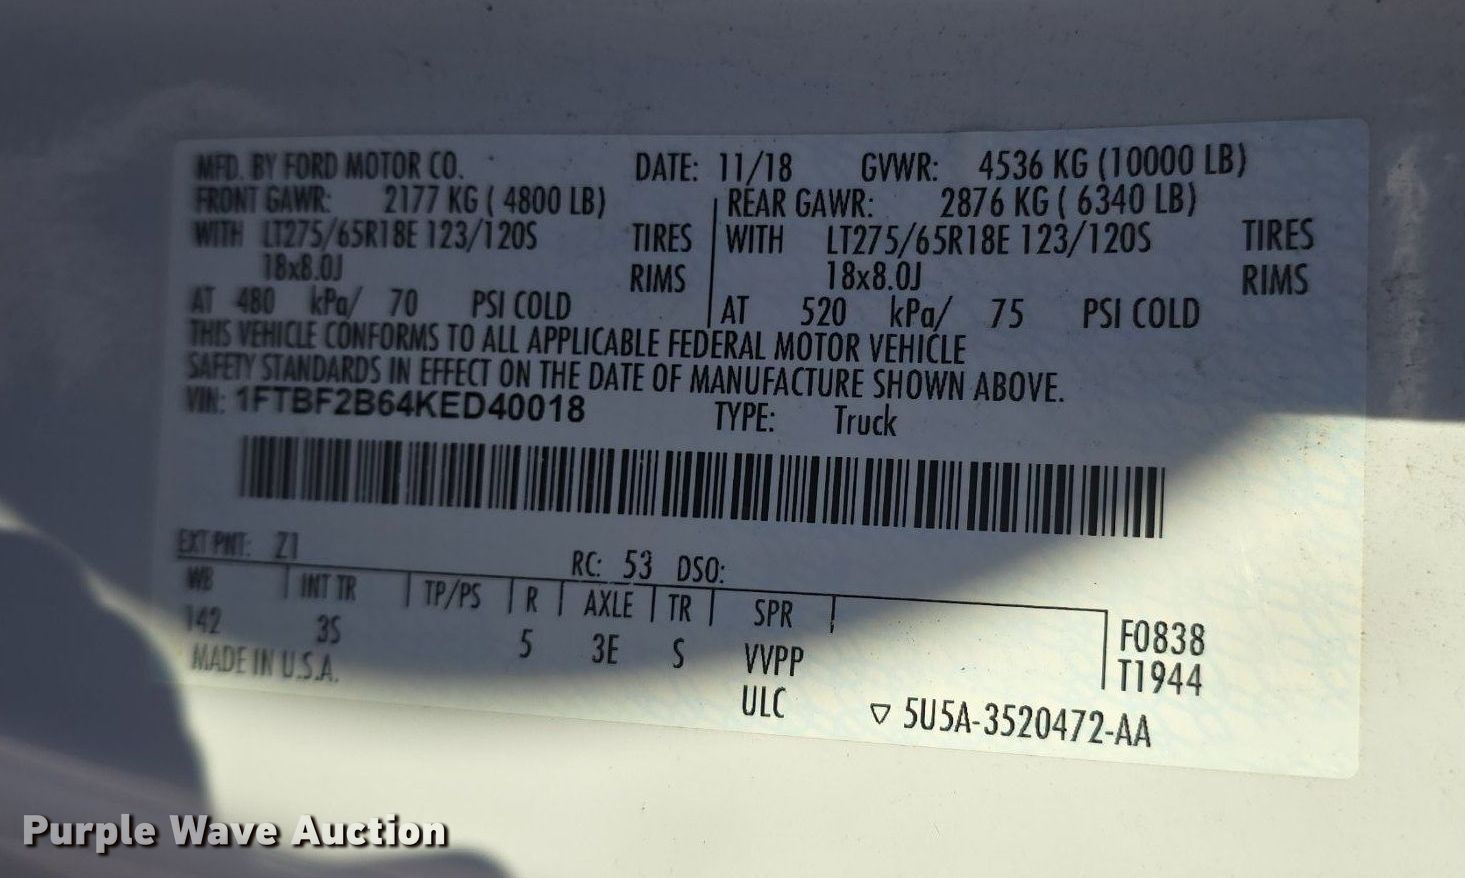 MFD. BY FORD MOTOR CO. DATE: 11/18 GVWR: 4536 KG (10000 LB)
FRONT GAWR: 2177 KG ( 4800 LB) REAR GAWR: 2876 KG ( 6340 LB)
WITH LT275/65R18E 123/120S TIRES WITH LT275/65R18E 123/120S TIRES
18x8.0J RIMS 18x8.0J RIMS
AT 480 kPa/ 70 PSI COLD AT 520 kPa/ 75 PSI COLD
THIS VEHICLE CONFORMS TO ALL APPLICABLE FEDERAL MOTOR VEHICLE
SAFETY STANDARDS IN EFFECT ON THE DATE OF MANUFACTURE SHOWN ABOVE.
VIN: 1FTBF2B64KED40018 TYPE: Truck
EXT PNT: Z1 RC: 53 DSO:
WB INT TR TP/PS R AXLE TR SPR
142 3S 5 3E S VVPP
F0838
T1944
MADE IN U.S.A. ULC
▽ 5U5A-3520472-AA
Purple Wave Auction